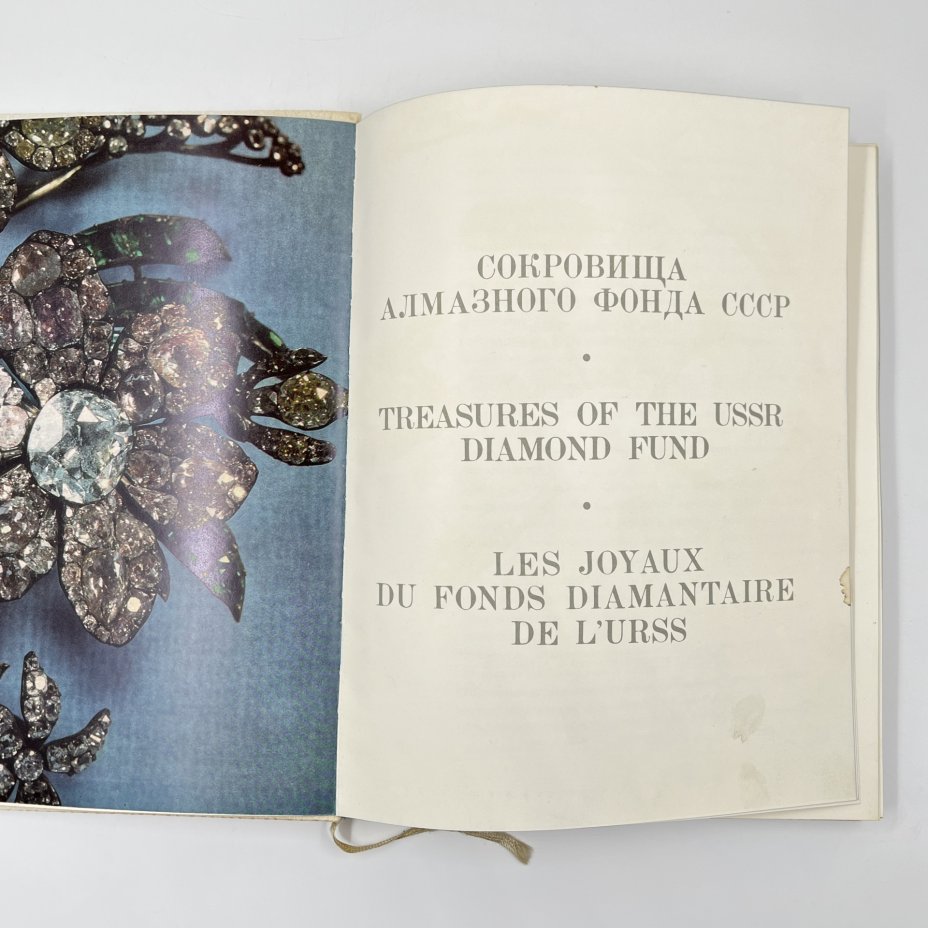 СОКРОВИЩА
АЛМАЗНОГО ФОНДА СССР
•
TREASURES OF THE USSR
DIAMOND FUND
•
LES JOYAUX
DU FONDS DIAMANTAIRE
DE L'URSS